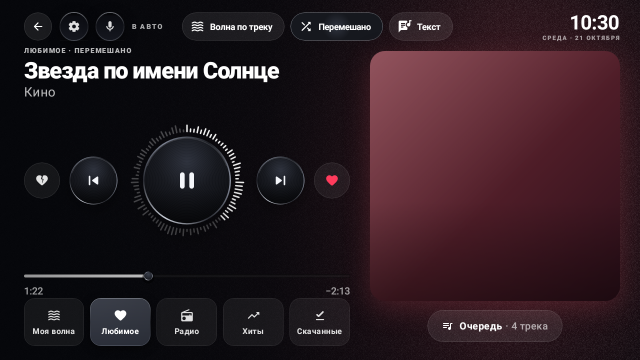 В АВТО
Волна по треку
Перемешано
Текст
10:30
СРЕДА · 21 ОКТЯБРЯ
ЛЮБИМОЕ · ПЕРЕМЕШАНО
Звезда по имени Солнце
Кино
1:22
−2:13
Моя волна
Любимое
Радио
Хиты
Скачанные
Очередь · 4 трека